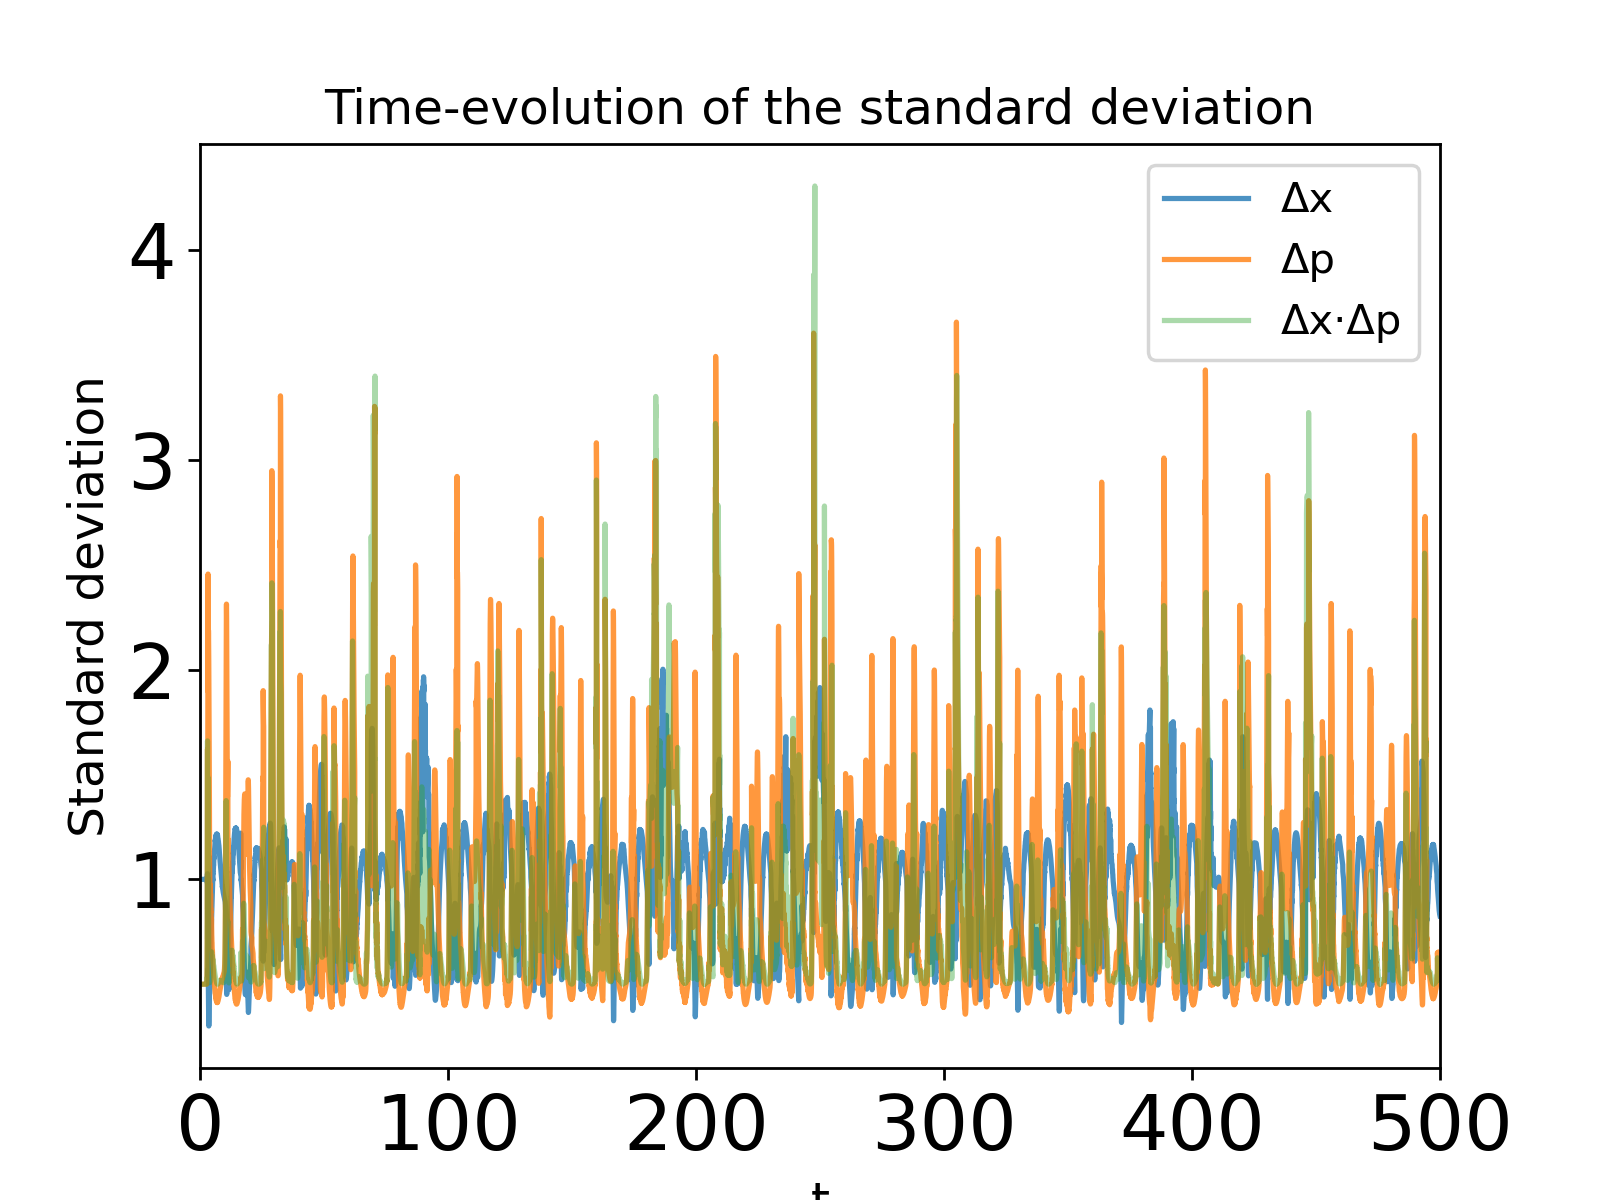 Time-evolution of the standard deviation
Δx
Δp
Δx·Δp
Standard deviation
4
3
2
1
0 100 200 300 400 500
t